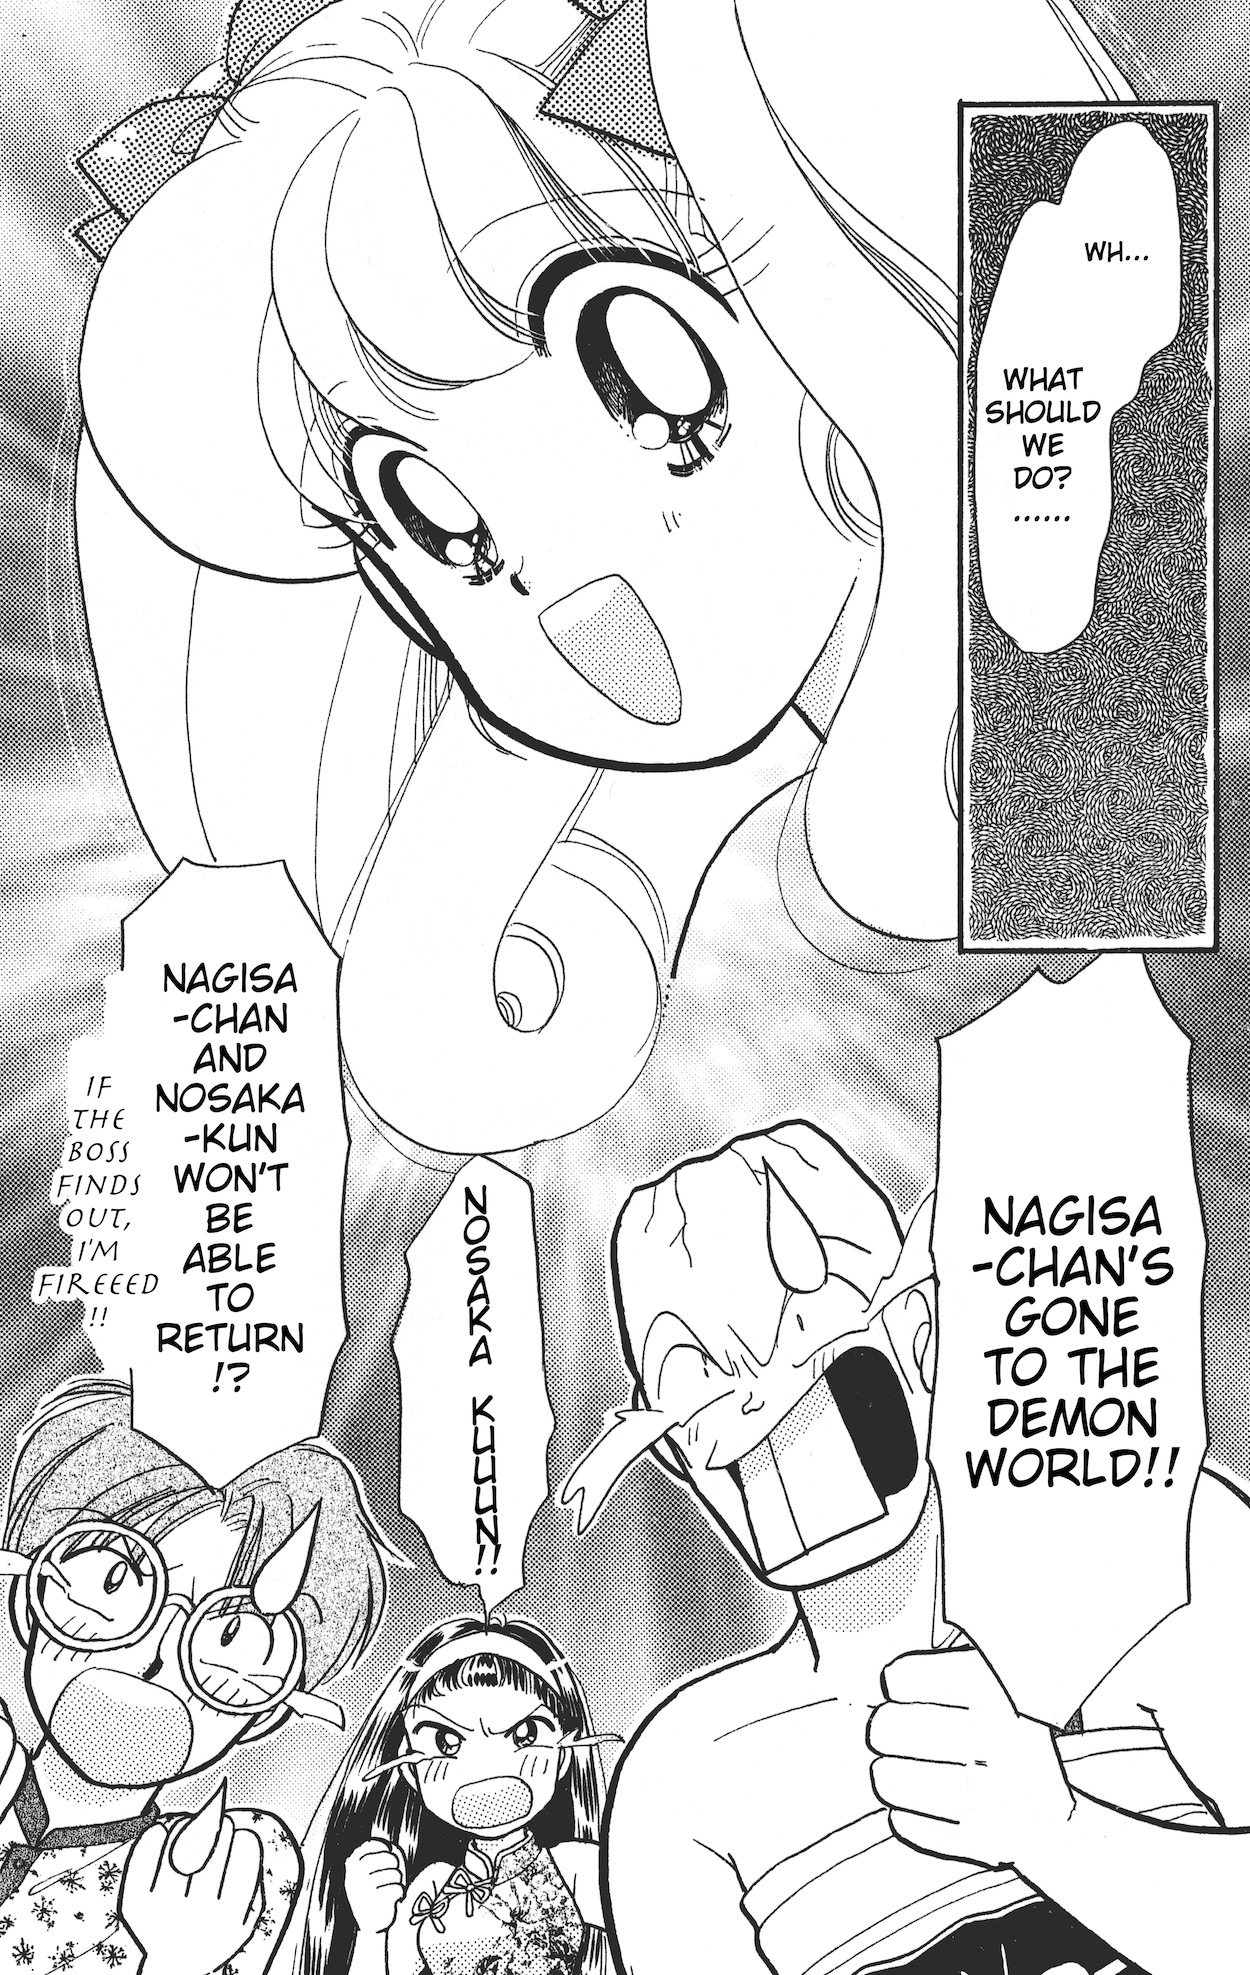 WH...
WHAT
SHOULD
WE
DO?
......
NAGISA
-CHAN'S
GONE
TO THE
DEMON
WORLD!!
NOSAKA KUUN!!
NAGISA
-CHAN
AND
NOSAKA
-KUN
WON'T
BE
ABLE
TO
RETURN
!?
IF
THE
BOSS
FINDS
OUT,
I'M
FIREEED
!!